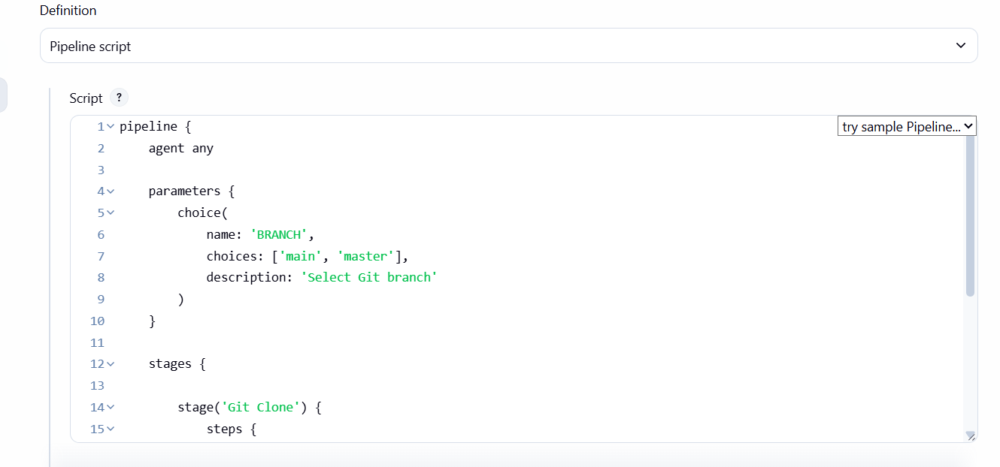 Definition
Pipeline script
Script ?
try sample Pipeline...
1 pipeline {
2     agent any
3
4     parameters {
5         choice(
6             name: 'BRANCH',
7             choices: ['main', 'master'],
8             description: 'Select Git branch'
9         )
10     }
11
12     stages {
13
14         stage('Git Clone') {
15             steps {